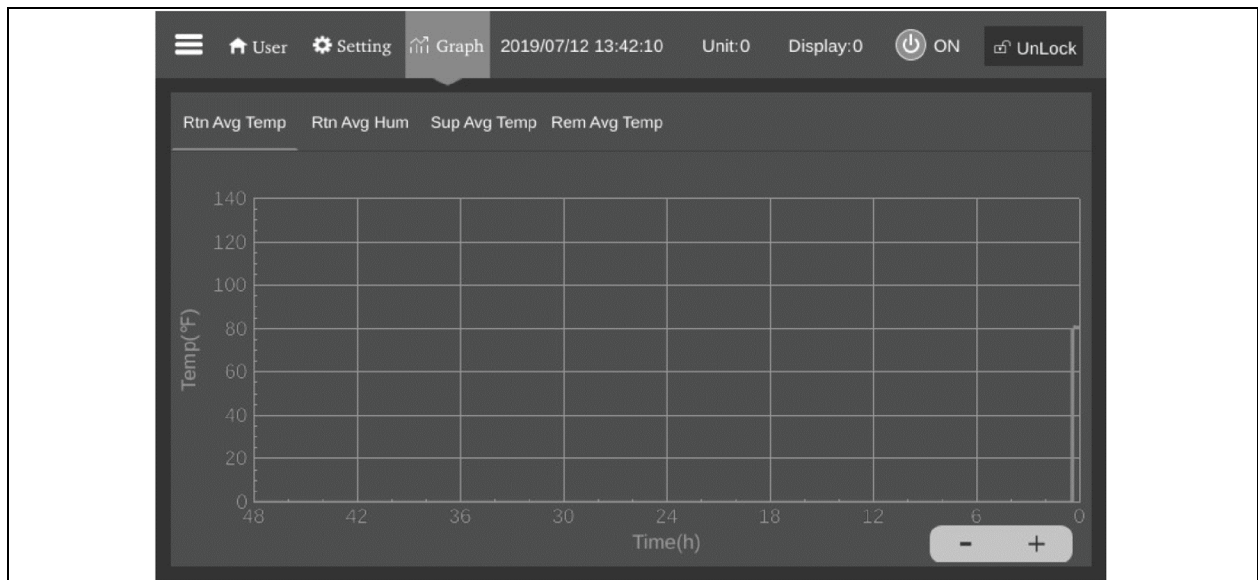 User Setting Graph 2019/07/12 13:42:10 Unit:0 Display:0 ON UnLock
Rtn Avg Temp Rtn Avg Hum Sup Avg Temp Rem Avg Temp
140
120
100
80
60
40
20
0
Temp(°F)
48 42 36 30 24 18 12 6 0
Time(h)
- +